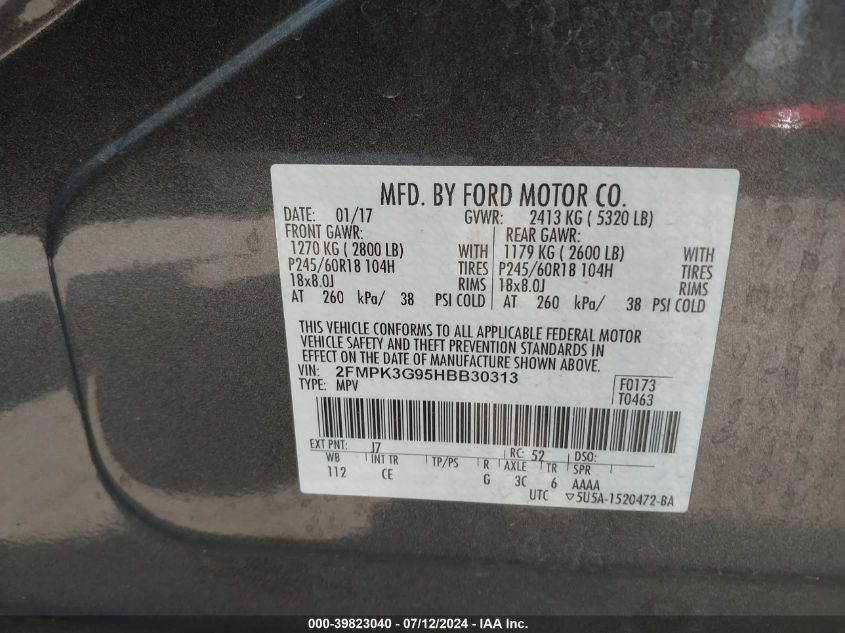 MFD. BY FORD MOTOR CO.
DATE: 01/17 GVWR: 2413 KG ( 5320 LB)
FRONT GAWR: REAR GAWR:
1270 KG ( 2800 LB) WITH 1179 KG ( 2600 LB) WITH
P245/60R18 104H TIRES P245/60R18 104H TIRES
18x8.0J RIMS 18x8.0J RIMS
AT 260 kPa/ 38 PSI COLD AT 260 kPa/ 38 PSI COLD
THIS VEHICLE CONFORMS TO ALL APPLICABLE FEDERAL MOTOR
VEHICLE SAFETY AND THEFT PREVENTION STANDARDS IN
EFFECT ON THE DATE OF MANUFACTURE SHOWN ABOVE.
VIN: 2FMPK3G95HBB30313
TYPE: MPV
F0173
T0463
EXT PNT: J7 RC: 52 DSO:
WB INT TR TP/PS R AXLE TR SPR
112 CE G 3C 6 AAAA
UTC ▽5U5A-1520472-BA
000-39823040 - 07/12/2024 - IAAI.com